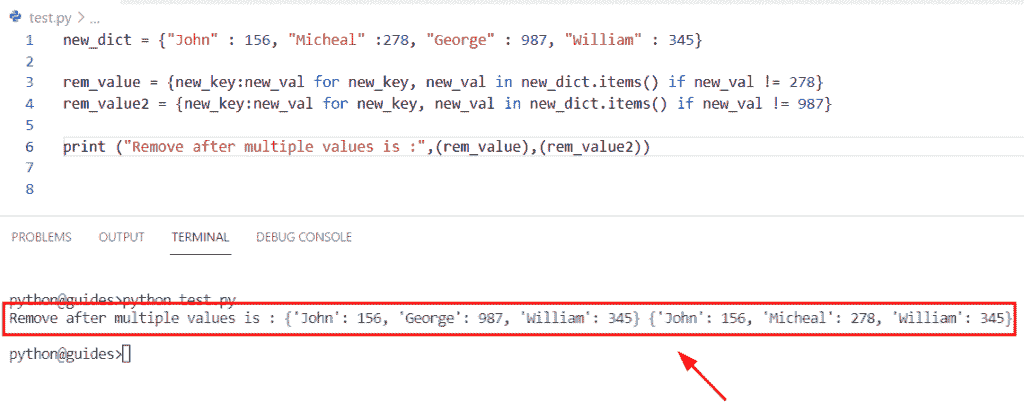 test.py > ...
1 new_dict = {"John" : 156, "Micheal" :278, "George" : 987, "William" : 345}
2
3 rem_value = {new_key:new_val for new_key, new_val in new_dict.items() if new_val != 278}
4 rem_value2 = {new_key:new_val for new_key, new_val in new_dict.items() if new_val != 987}
5
6 print ("Remove after multiple values is :",(rem_value),(rem_value2))
7
8
PROBLEMS OUTPUT TERMINAL DEBUG CONSOLE
python@guides>python test.py
Remove after multiple values is : {'John': 156, 'George': 987, 'William': 345} {'John': 156, 'Micheal': 278, 'William': 345}
python@guides>